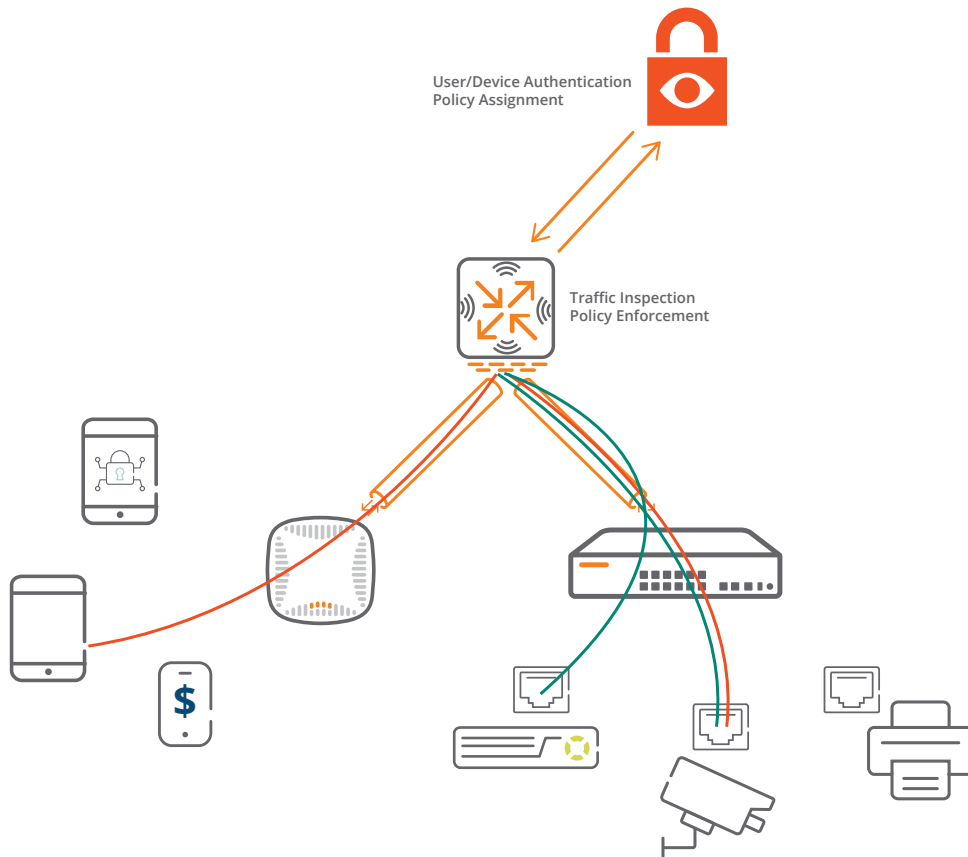 User/Device Authentication
Policy Assignment
Traffic Inspection
Policy Enforcement
$